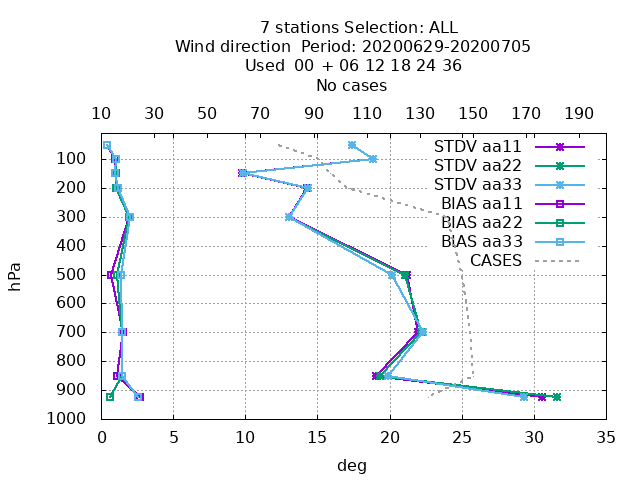 7 stations Selection: ALL
Wind direction  Period: 20200629-20200705
Used  00 + 06 12 18 24 36
No cases
10 30 50 70 90 110 130 150 170 190
STDV aa11
STDV aa22
STDV aa33
BIAS aa11
BIAS aa22
BIAS aa33
CASES
hPa
100
200
300
400
500
600
700
800
900
1000
0 5 10 15 20 25 30 35
deg